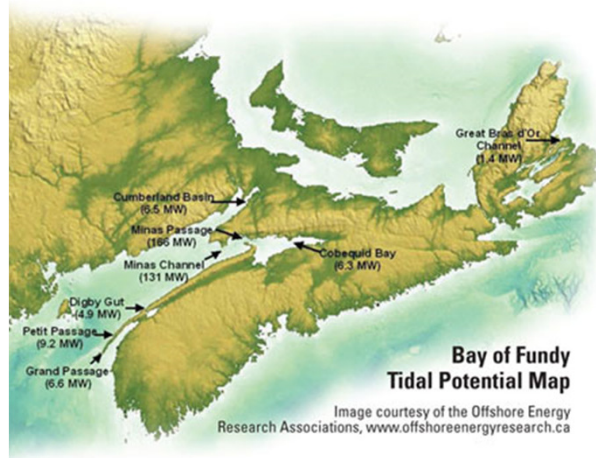 Great Bras d'Or
Channel
(1.4 MW)
Cumberland Basin
(6.5 MW)
Minas Passage
(166 MW)
Cobequid Bay
(6.3 MW)
Minas Channel
(131 MW)
Digby Gut
(4.9 MW)
Petit Passage
(9.2 MW)
Grand Passage
(6.6 MW)
Bay of Fundy
Tidal Potential Map
Image courtesy of the Offshore Energy
Research Associations, www.offshoreenergyresearch.ca